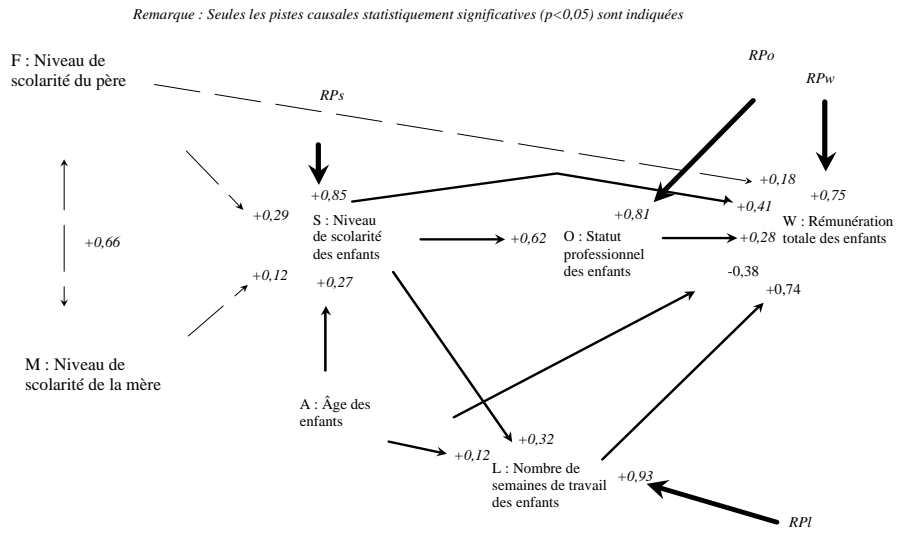 Remarque : Seules les pistes causales statistiquement significatives (p<0,05) sont indiquées
F : Niveau de
scolarité du père
RPo
RPw
RPs
+0,18
+0,85
+0,75
+0,41
+0,29
+0,81
S : Niveau
de scolarité
des enfants
W : Rémunération
totale des enfants
+0,66
+0,62
O : Statut
professionnel
des enfants
+0,28
+0,12
+0,27
-0,38
+0,74
M : Niveau de
scolarité de la mère
A : Âge des
enfants
+0,32
+0,12
L : Nombre de
semaines de travail
des enfants
+0,93
RPl